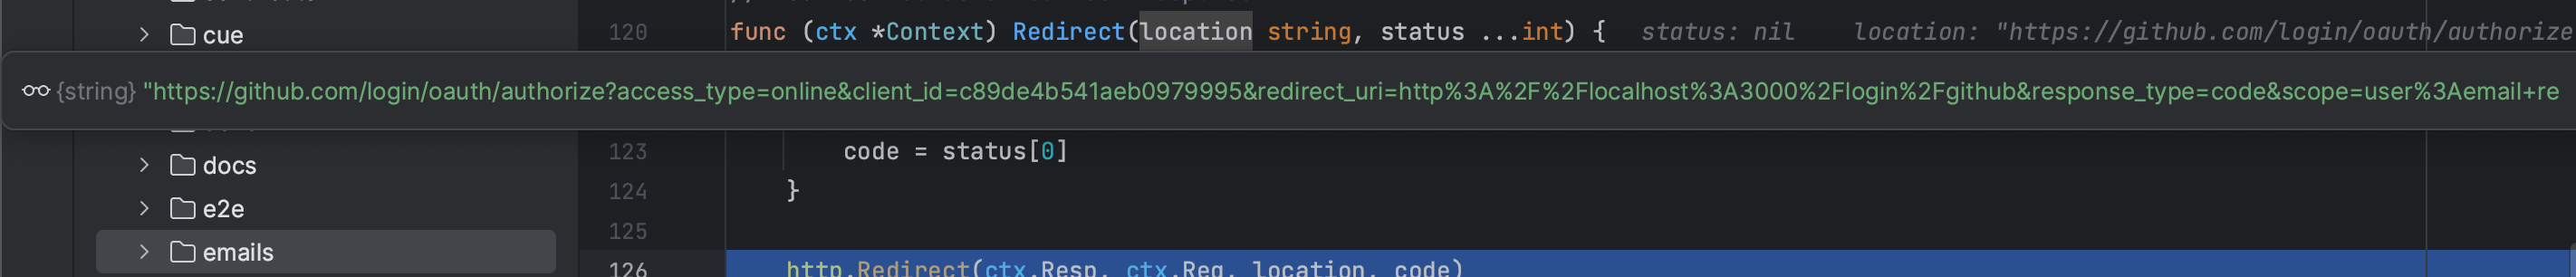 cue
120 func (ctx *Context) Redirect(location string, status ...int) { status: nil location: "https://github.com/login/oauth/authorize
{string} "https://github.com/login/oauth/authorize?access_type=online&client_id=c89de4b541aeb0979995&redirect_uri=http%3A%2F%2Flocalhost%3A3000%2Flogin%2Fgithub&response_type=code&scope=user%3Aemail+re
123 code = status[0]
docs
124 }
e2e
125
emails
126 http.Redirect(ctx.Resp, ctx.Req, location, code)